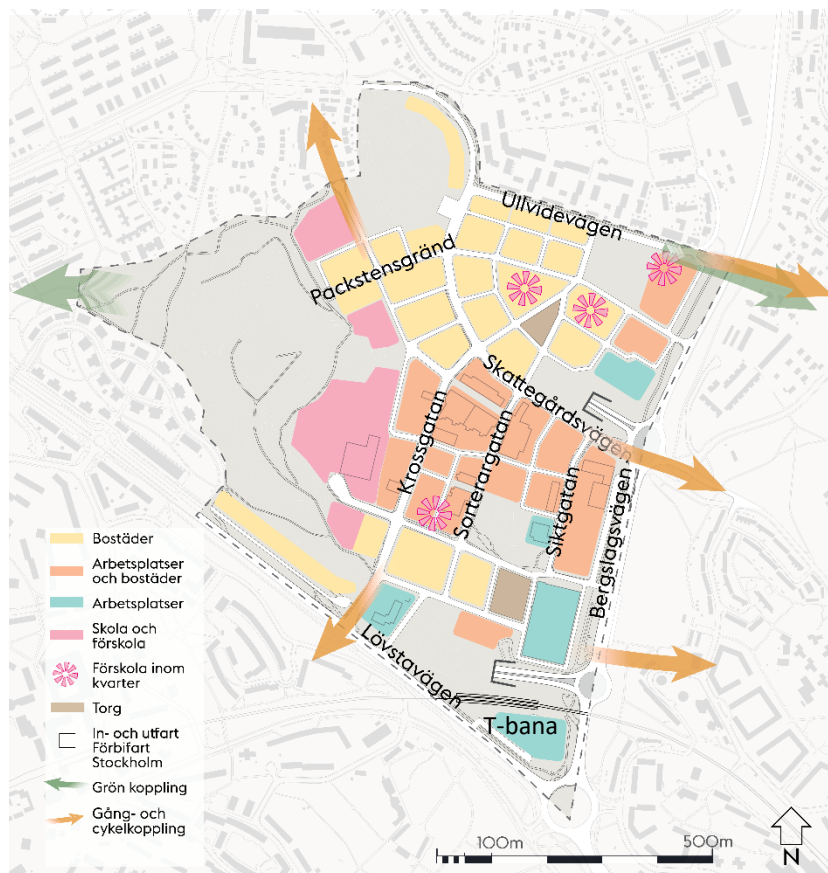 Ullvidevägen
Packstensgränd
Skattegårdsvägen
Krossgatan
Sorterargatan
Siktgatan
Bergslagsvägen
Lövstavägen
T-bana
Bostäder
Arbetsplatser
och bostäder
Arbetsplatser
Skola och
förskola
Förskola inom
kvarter
Torg
In- och utfart
Förbifart
Stockholm
Grön koppling
Gång- och
cykelkoppling
100m
500m
N